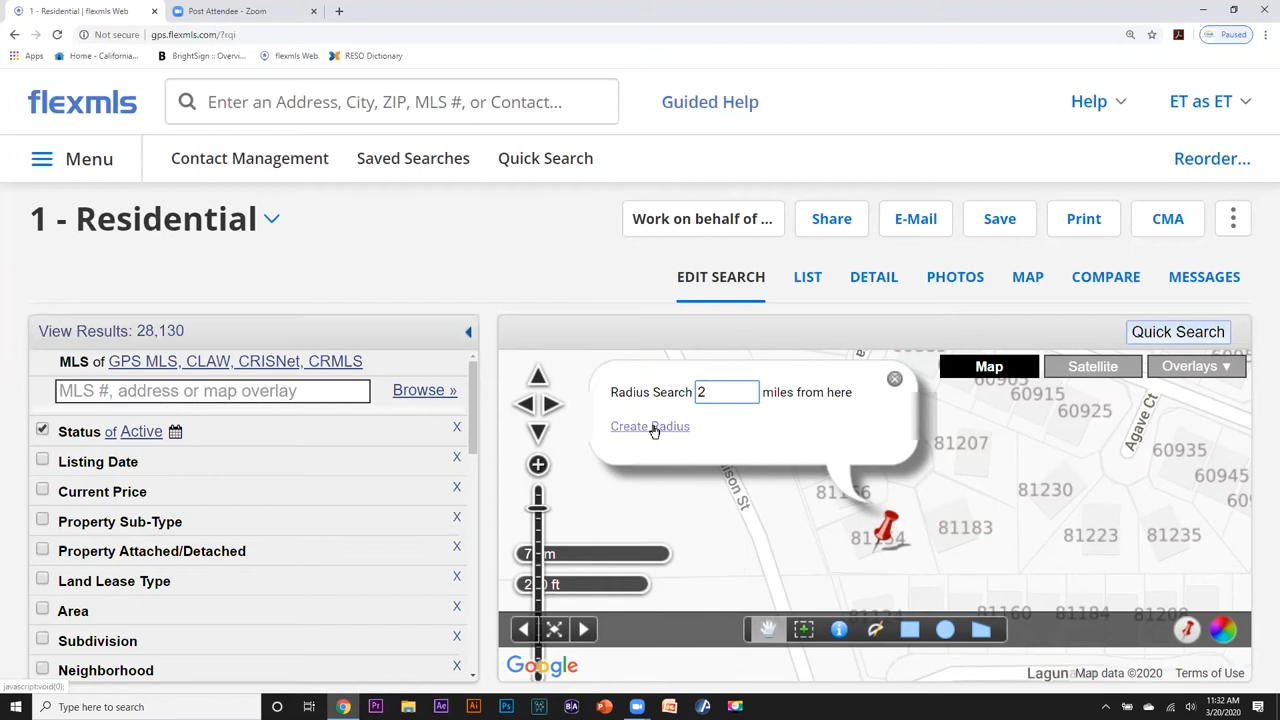 1 - Residential | flexmls Web
Post Attendee - Zoom
Not secure | gps.flexmls.com/?rqi
Paused
Apps
Home - California...
BrightSign :: Overvi...
flexmls Web
RESO Dictionary
flexmls
Enter an Address, City, ZIP, MLS #, or Contact...
Guided Help
Help
ET as ET
Menu
Contact Management
Saved Searches
Quick Search
Reorder...
1 - Residential
Work on behalf of ...
Share
E-Mail
Save
Print
CMA
EDIT SEARCH
LIST
DETAIL
PHOTOS
MAP
COMPARE
MESSAGES
View Results: 28,130
Quick Search
MLS of GPS MLS, CLAW, CRISNet, CRMLS
MLS #, address or map overlay
Browse »
Status of Active X
Listing Date X
Current Price X
Property Sub-Type X
Property Attached/Detached X
Land Lease Type X
Area X
Subdivision X
Neighborhood X
Radius Search 2 miles from here
Create Radius
Map
Satellite
Overlays ▼
60915
60925
Agave Ct
60935
60945
81207
81230
81183
81223
81235
81160
81184
ft
Google
Map data ©2020
Terms of Use
javascript:void(0);
Type here to search
11:32 AM
3/20/2020